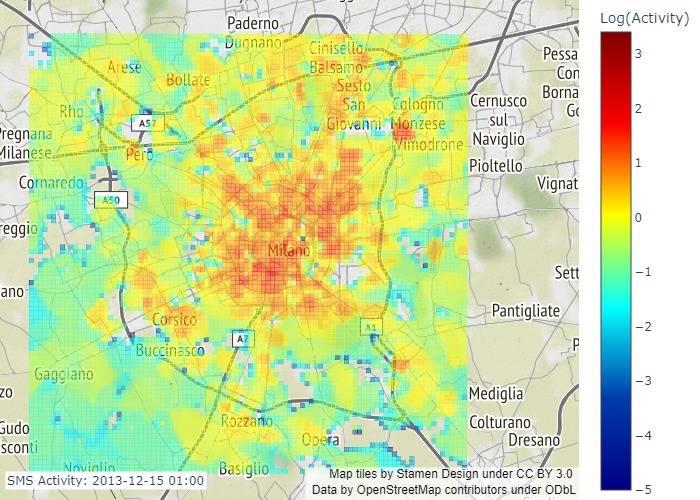 Log(Activity)
3
2
1
0
−1
−2
−3
−4
−5
Paderno
Dugnano
Cinisello
Balsamo
Arese
Bollate
Sesto
San
Giovanni
Cologno
Monzese
Vimodrone
Cernusco
sul
Naviglio
Pessa
Con
Borna
Go
Rho
A52
Pregnana
Milanese
Pero
Pioltello
Cornaredo
A50
Vignat
reggio
Milano
Sett
ano
Corsico
Pantigliate
A7
A1
Buccinasco
P
Gaggiano
zo
Mediglia
Rozzano
Colturano
Gudo
Opera
Dresano
sconti
Noviglio
Basiglio
SMS Activity: 2013-12-15 01:00
Map tiles by Stamen Design under CC BY 3.0
Data by OpenStreetMap contributors under ODbL